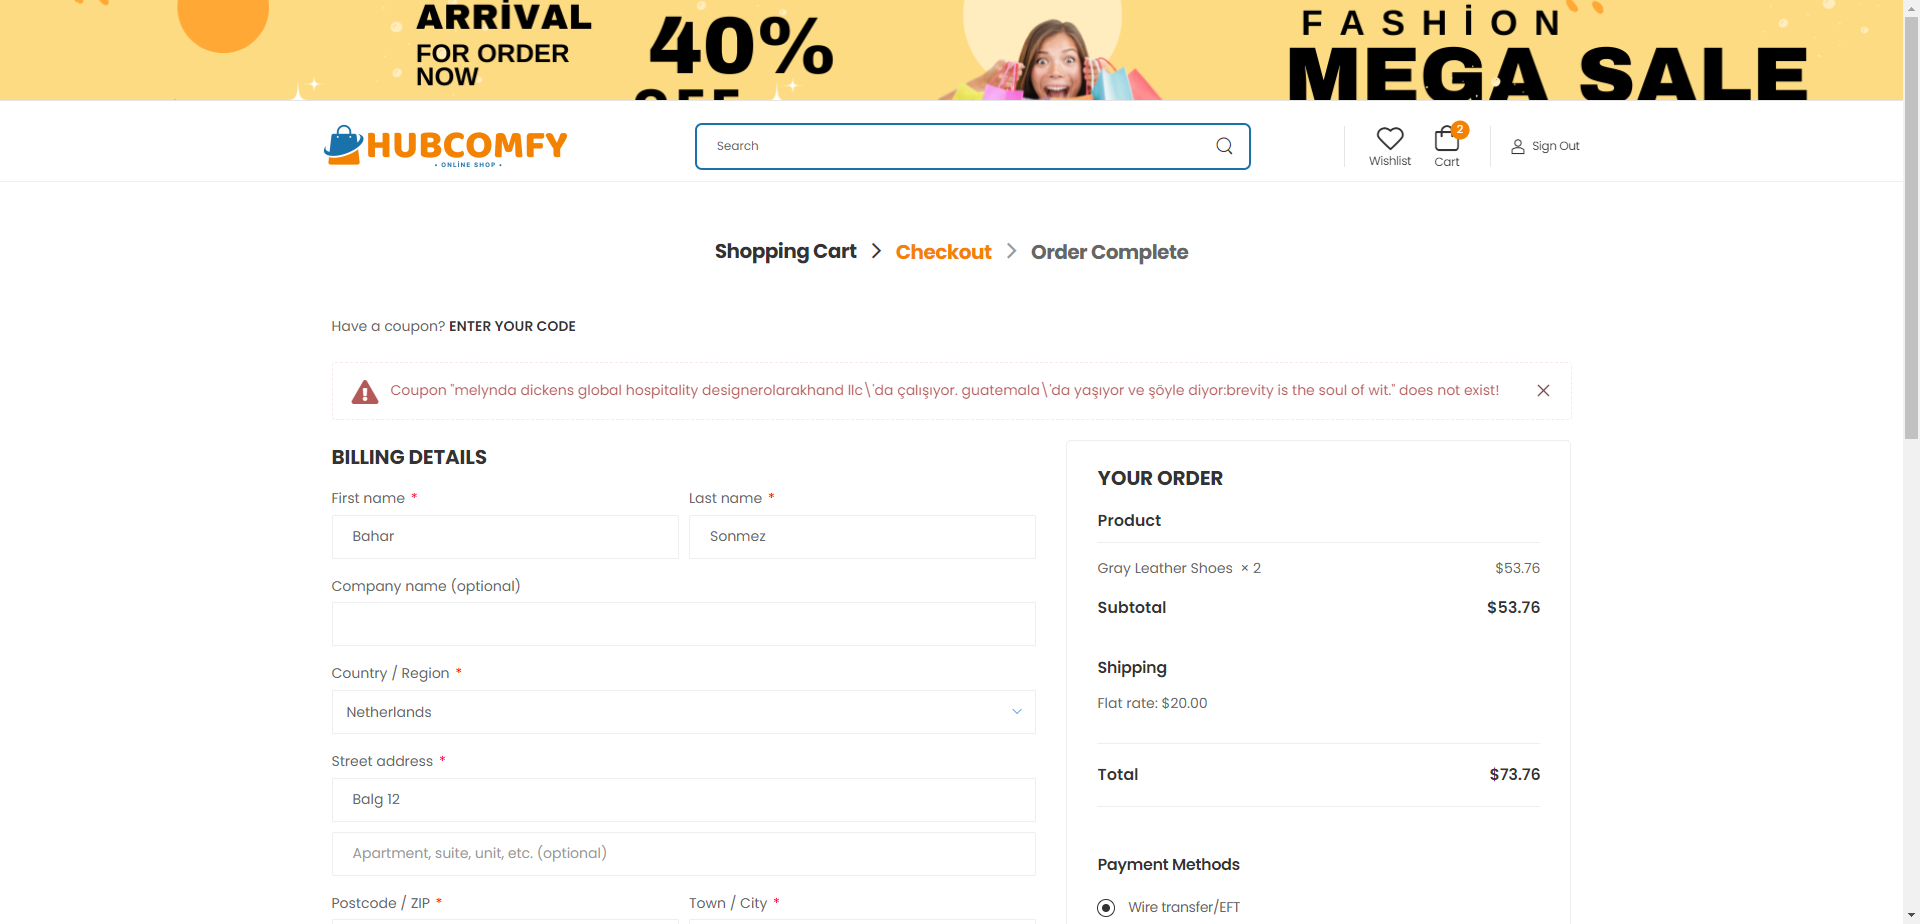 ARRİVAL
FOR ORDER
NOW
40%
FASHİON
MEGA SALE
HUBCOMFY
• ONLİNE SHOP •
Search
Wishlist
2
Cart
Sign Out
Shopping Cart > Checkout > Order Complete
Have a coupon? ENTER YOUR CODE
Coupon "melynda dickens global hospitality designerolarakhand llc\'da çalışıyor. guatemala\'da yaşıyor ve şöyle diyor:brevity is the soul of wit." does not exist!
BILLING DETAILS
First name *
Last name *
Bahar
Sonmez
Company name (optional)
Country / Region *
Netherlands
Street address *
Balg 12
Apartment, suite, unit, etc. (optional)
Postcode / ZIP *
Town / City *
YOUR ORDER
Product
Gray Leather Shoes × 2 $53.76
Subtotal $53.76
Shipping
Flat rate: $20.00
Total $73.76
Payment Methods
Wire transfer/EFT